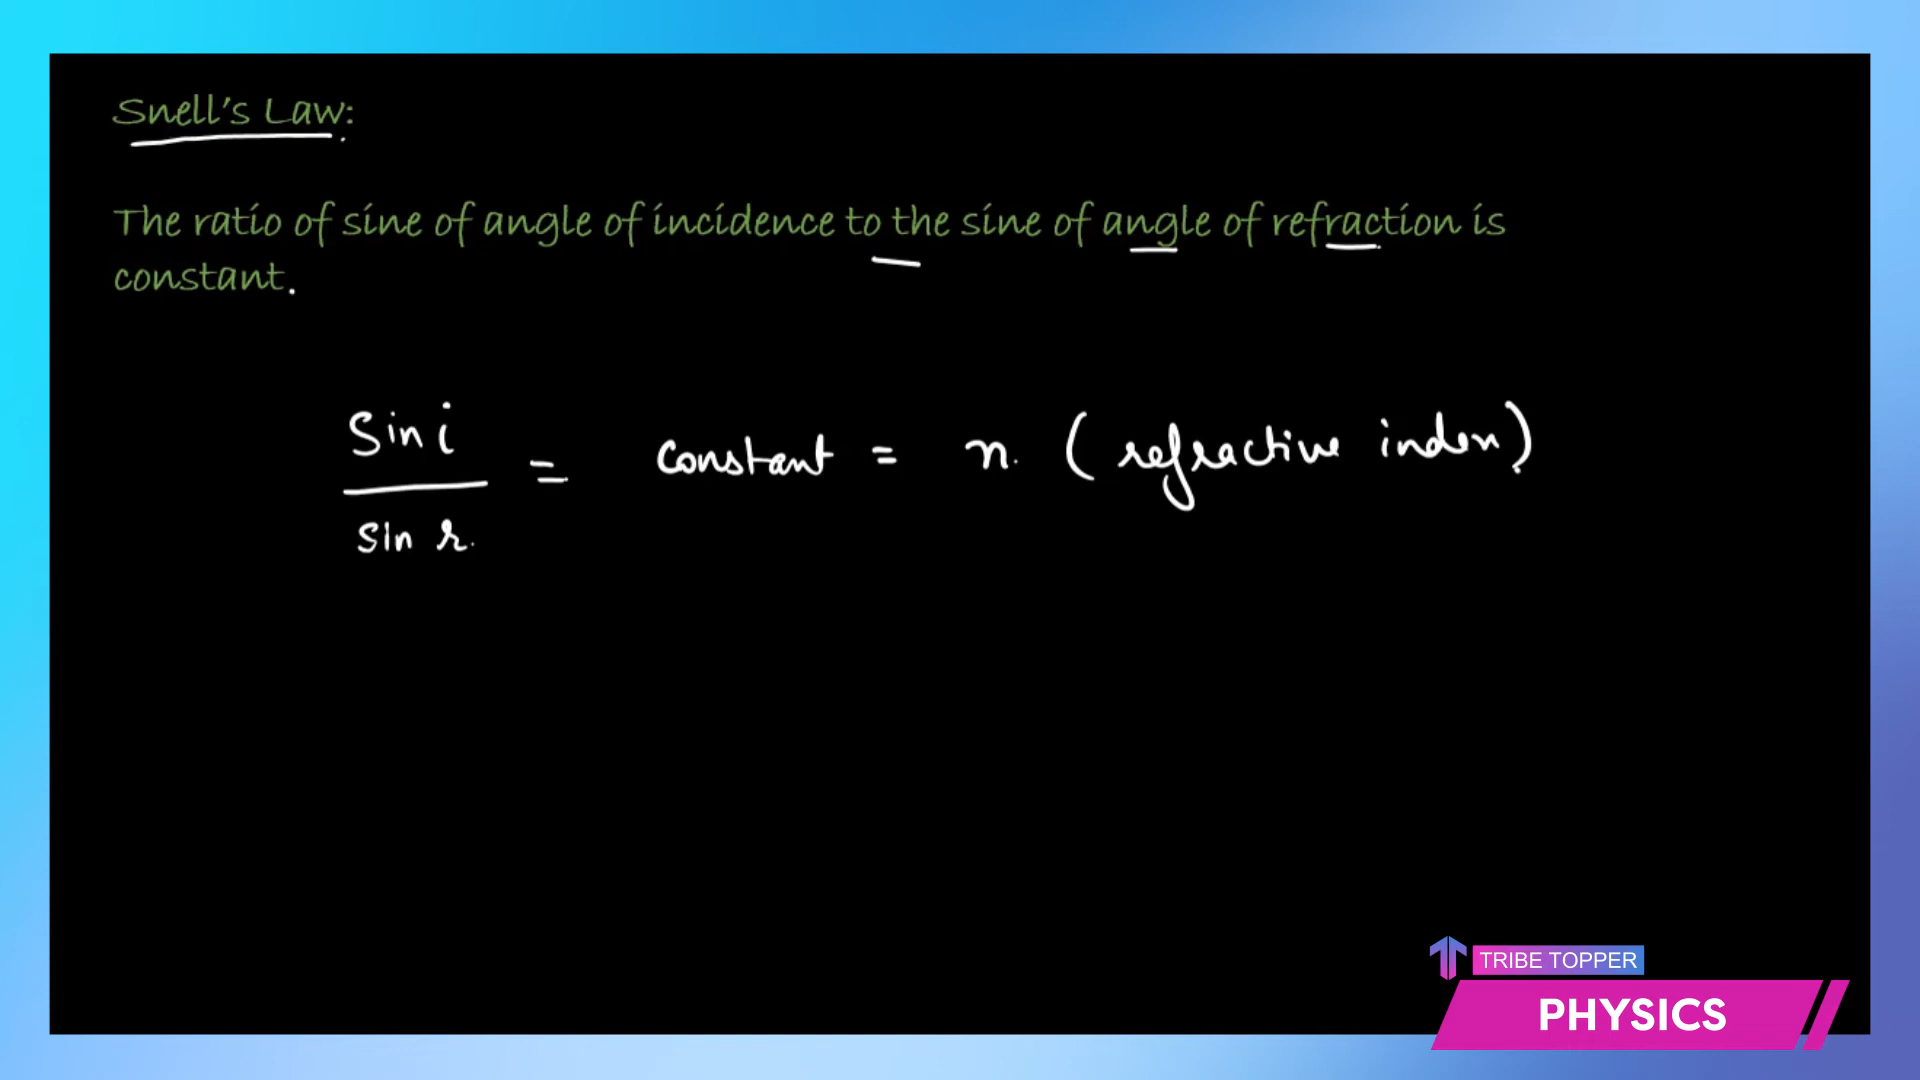 Snell's Law:
The ratio of sine of angle of incidence to the sine of angle of refraction is
constant.
Sin i
sin r.
= constant = n. (refractive index)
TRIBE TOPPER
PHYSICS